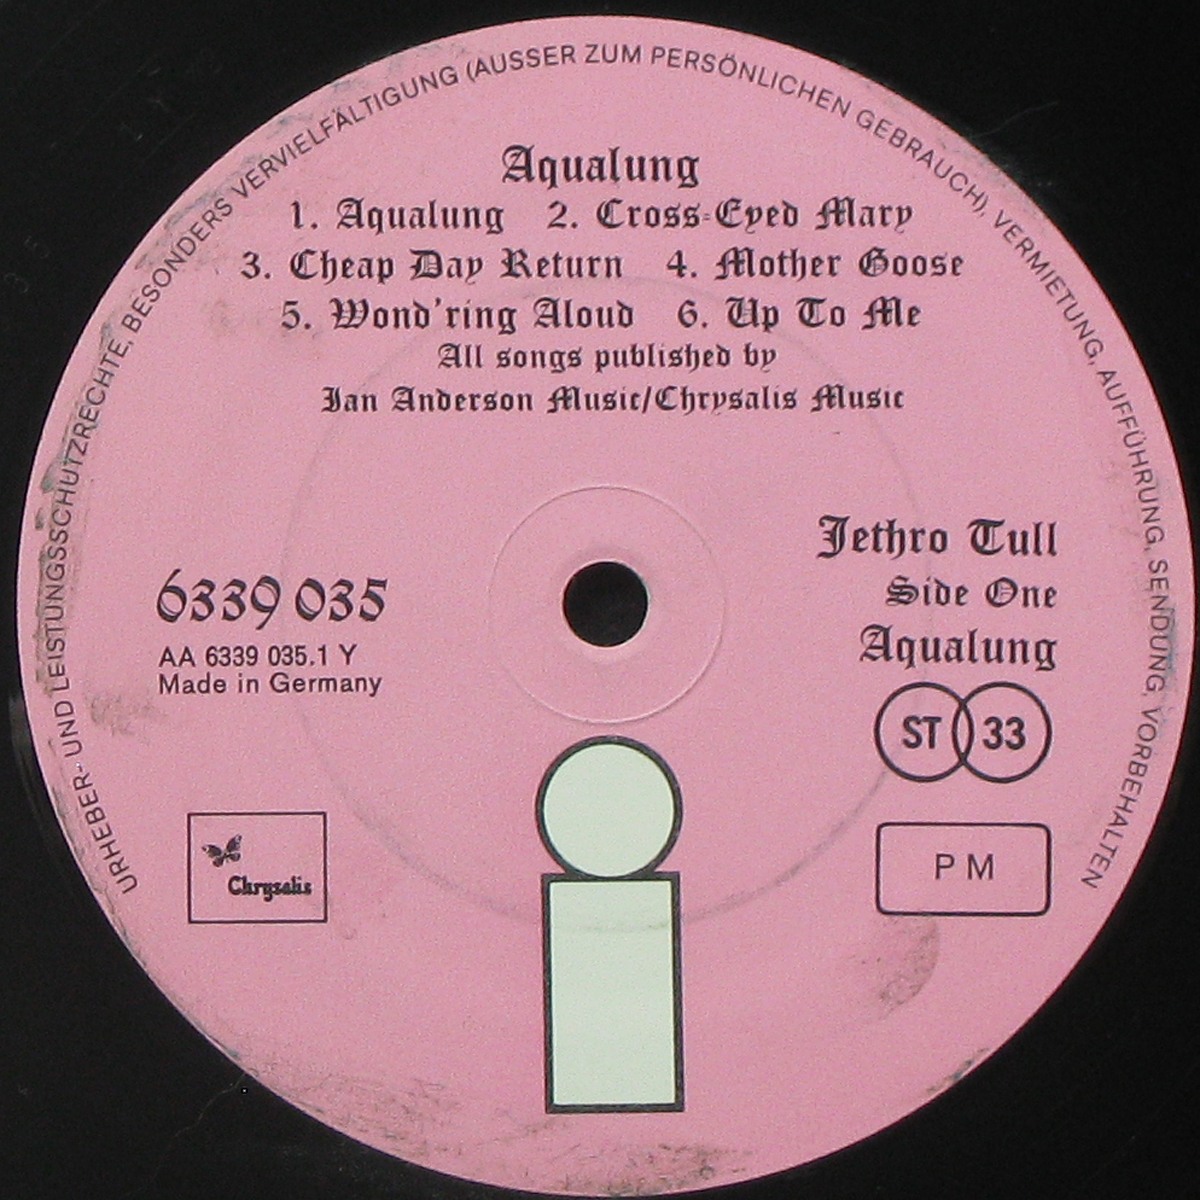 URHEBER- UND LEISTUNGSSCHUTZRECHTE, BESONDERS VERVIELFÄLTIGUNG (AUSSER ZUM PERSÖNLICHEN GEBRAUCH), VERMIETUNG, AUFFÜHRUNG, SENDUNG, VORBEHALTEN
Aqualung
1. Aqualung 2. Cross-Eyed Mary
3. Cheap Day Return 4. Mother Goose
5. Wond'ring Aloud 6. Up To Me
All songs published by
Ian Anderson Music/Chrysalis Music
Jethro Tull
Side One
Aqualung
6339 035
AA 6339 035.1 Y
Made in Germany
ST 33
Chrysalis
P M
i